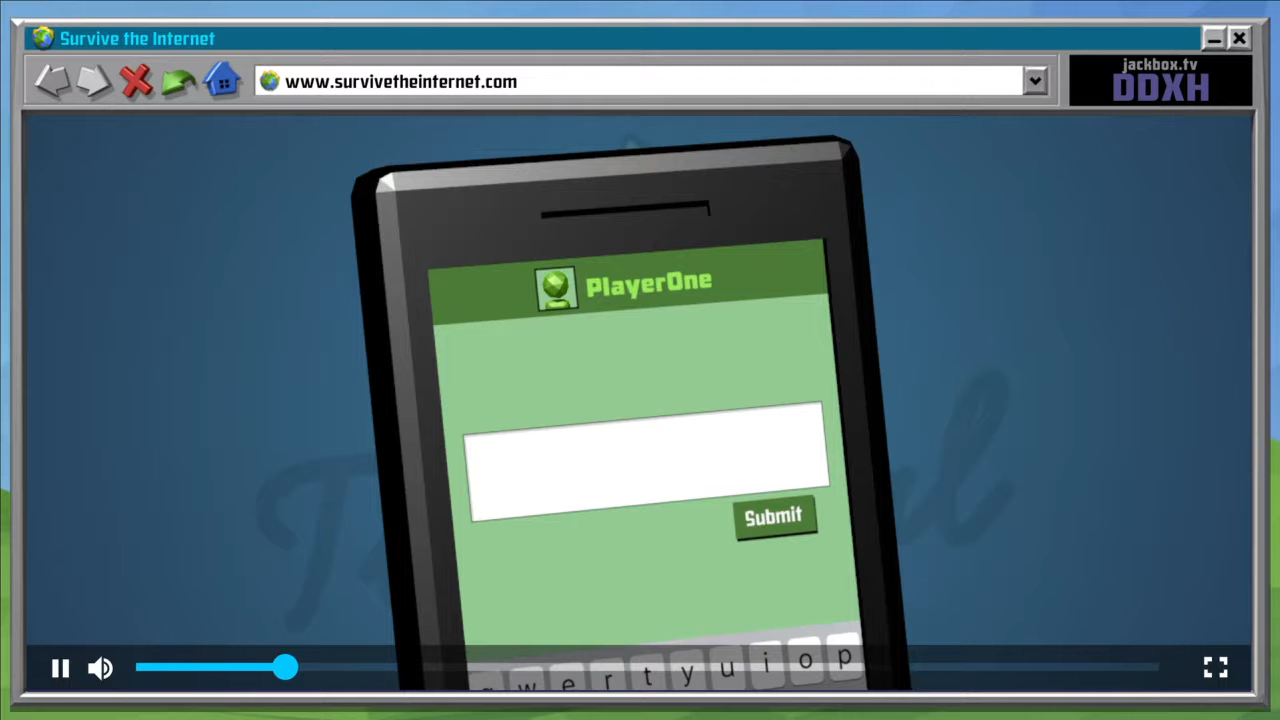 Survive the Internet
www.survivetheinternet.com
jackbox.tv
DDXH
PlayerOne
Submit
q w e r t y u i o p